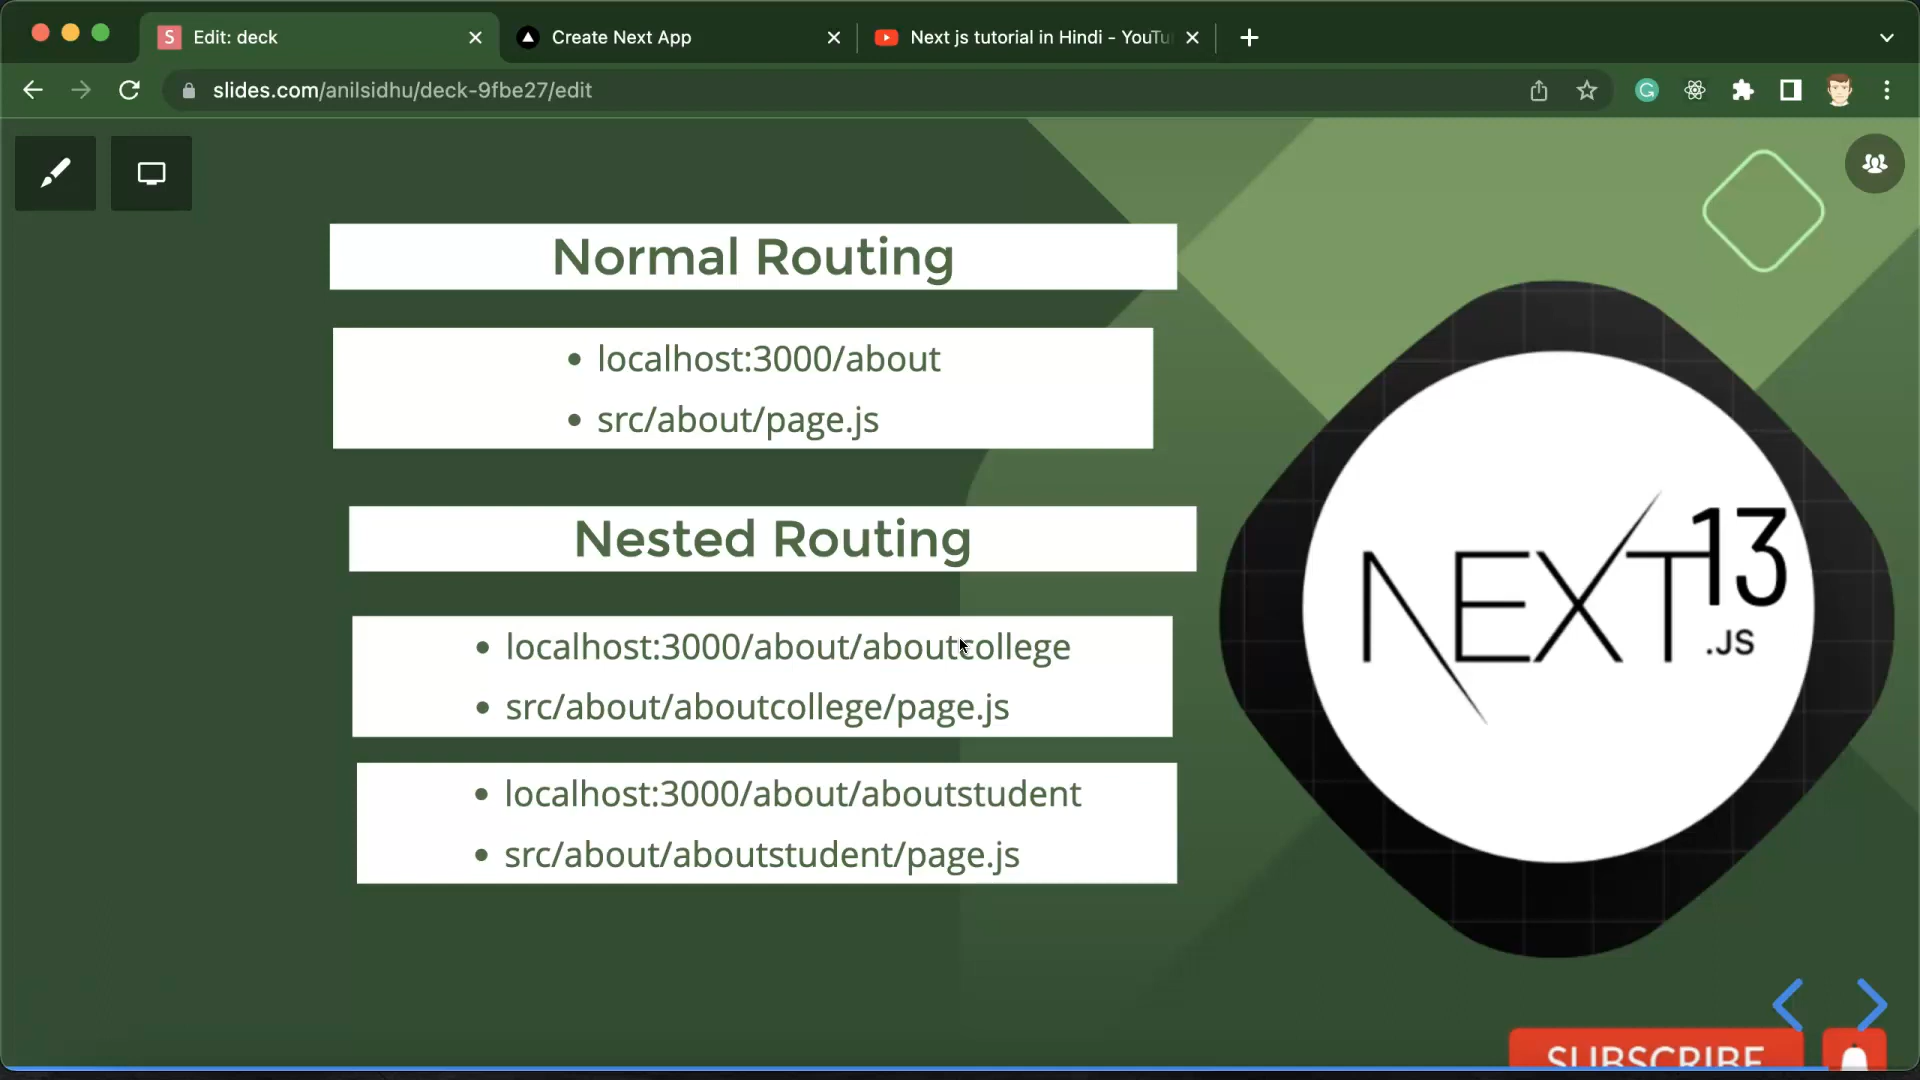 S Edit: deck
Create Next App
Next js tutorial in Hindi - YouTu
slides.com/anilsidhu/deck-9fbe27/edit
Normal Routing
• localhost:3000/about
• src/about/page.js
Nested Routing
• localhost:3000/about/aboutcollege
• src/about/aboutcollege/page.js
• localhost:3000/about/aboutstudent
• src/about/aboutstudent/page.js
NEXT13
.JS
SUBSCRIBE